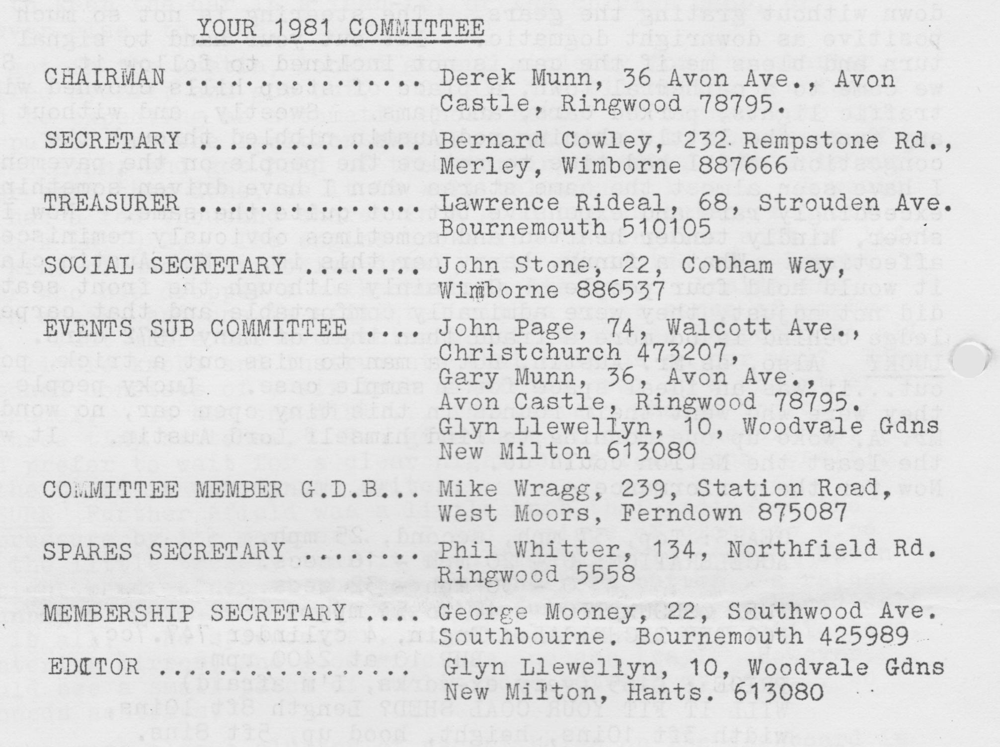 YOUR 1981 COMMITTEE
CHAIRMAN ................ Derek Munn, 36 Avon Ave., Avon
Castle, Ringwood 78795.
SECRETARY ............... Bernard Cowley, 232 Rempstone Rd.,
Merley, Wimborne 887666
TREASURER ............... Lawrence Rideal, 68, Strouden Ave.
Bournemouth 510105
SOCIAL SECRETARY ........ John Stone, 22, Cobham Way,
Wimborne 886537
EVENTS SUB COMMITTEE .... John Page, 74, Walcott Ave.,
Christchurch 473207,
Gary Munn, 36, Avon Ave.,
Avon Castle, Ringwood 78795.
Glyn Llewellyn, 10, Woodvale Gdns
New Milton 613080
COMMITTEE MEMBER G.D.B... Mike Wragg, 239, Station Road,
West Moors, Ferndown 875087
SPARES SECRETARY ........ Phil Whitter, 134, Northfield Rd.
Ringwood 5558
MEMBERSHIP SECRETARY .... George Mooney, 22, Southwood Ave.
Southbourne. Bournemouth 425989
EDITOR ................. Glyn Llewellyn, 10, Woodvale Gdns
New Milton, Hants. 613080